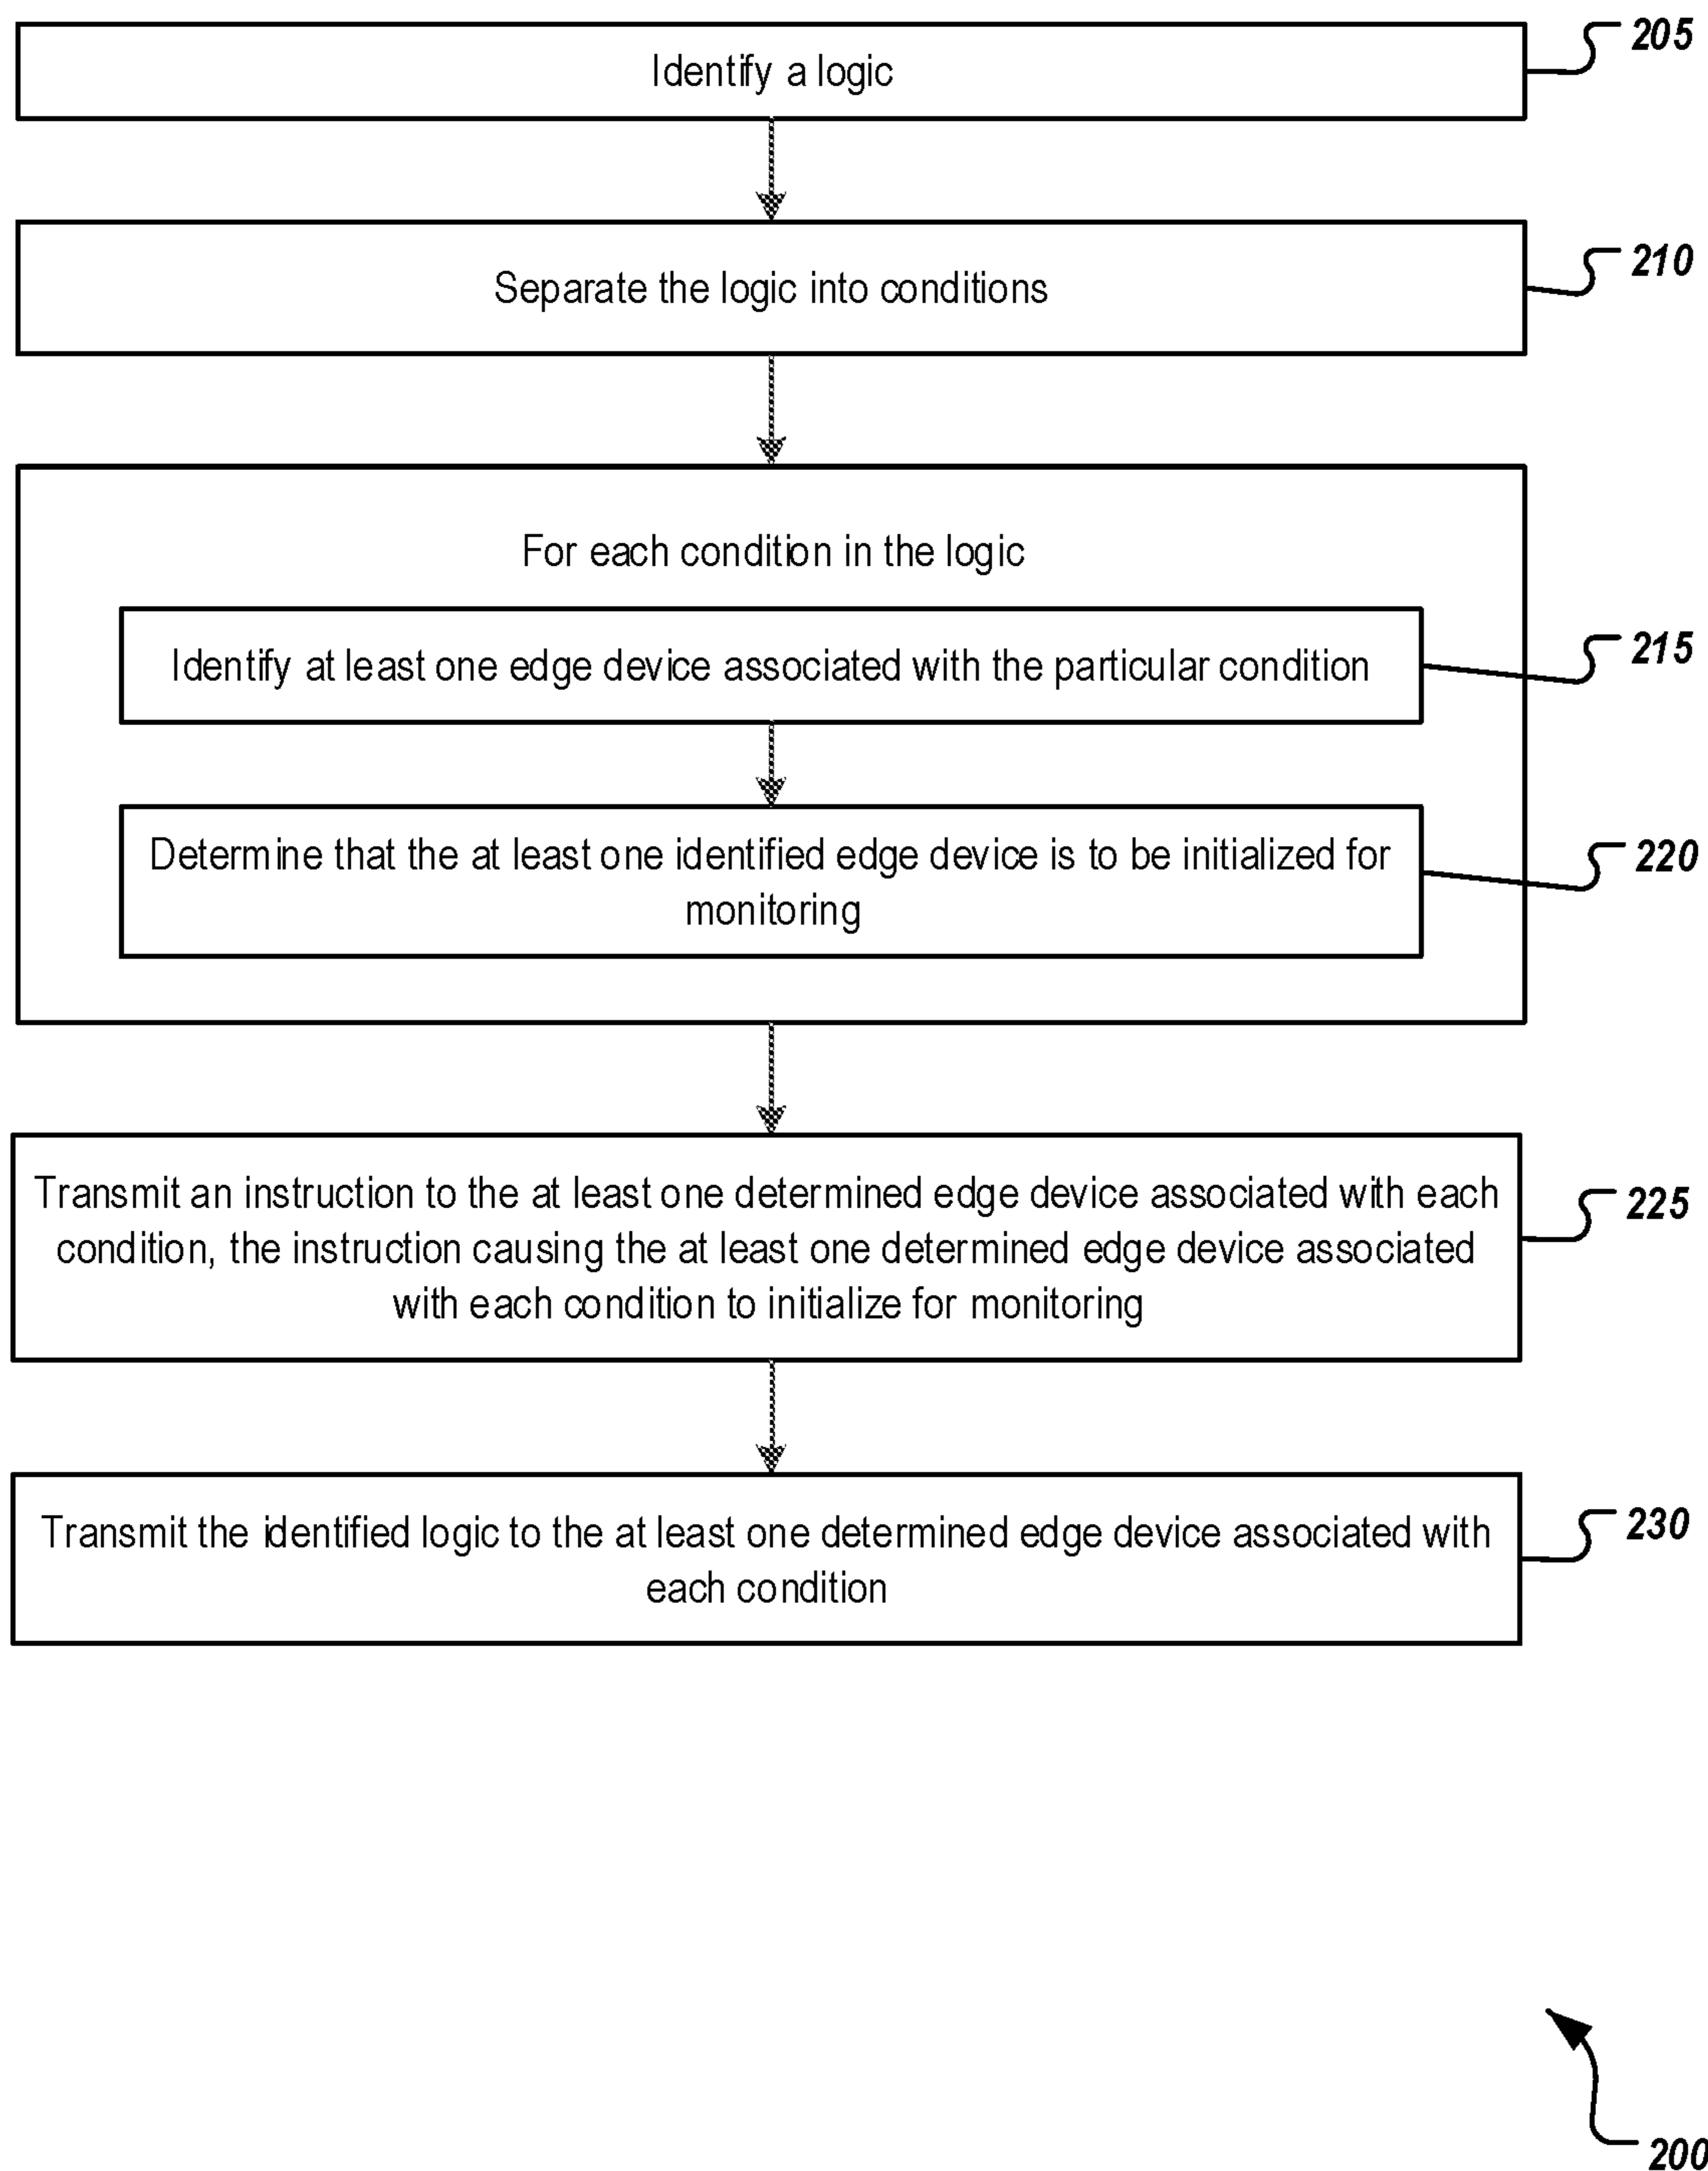 Identify a logic
205
Separate the logic into conditions
210
For each condition in the logic
Identify at least one edge device associated with the particular condition
215
Determine that the at least one identified edge device is to be initialized for
monitoring
220
Transmit an instruction to the at least one determined edge device associated with each
condition, the instruction causing the at least one determined edge device associated
with each condition to initialize for monitoring
225
Transmit the identified logic to the at least one determined edge device associated with
each condition
230
200